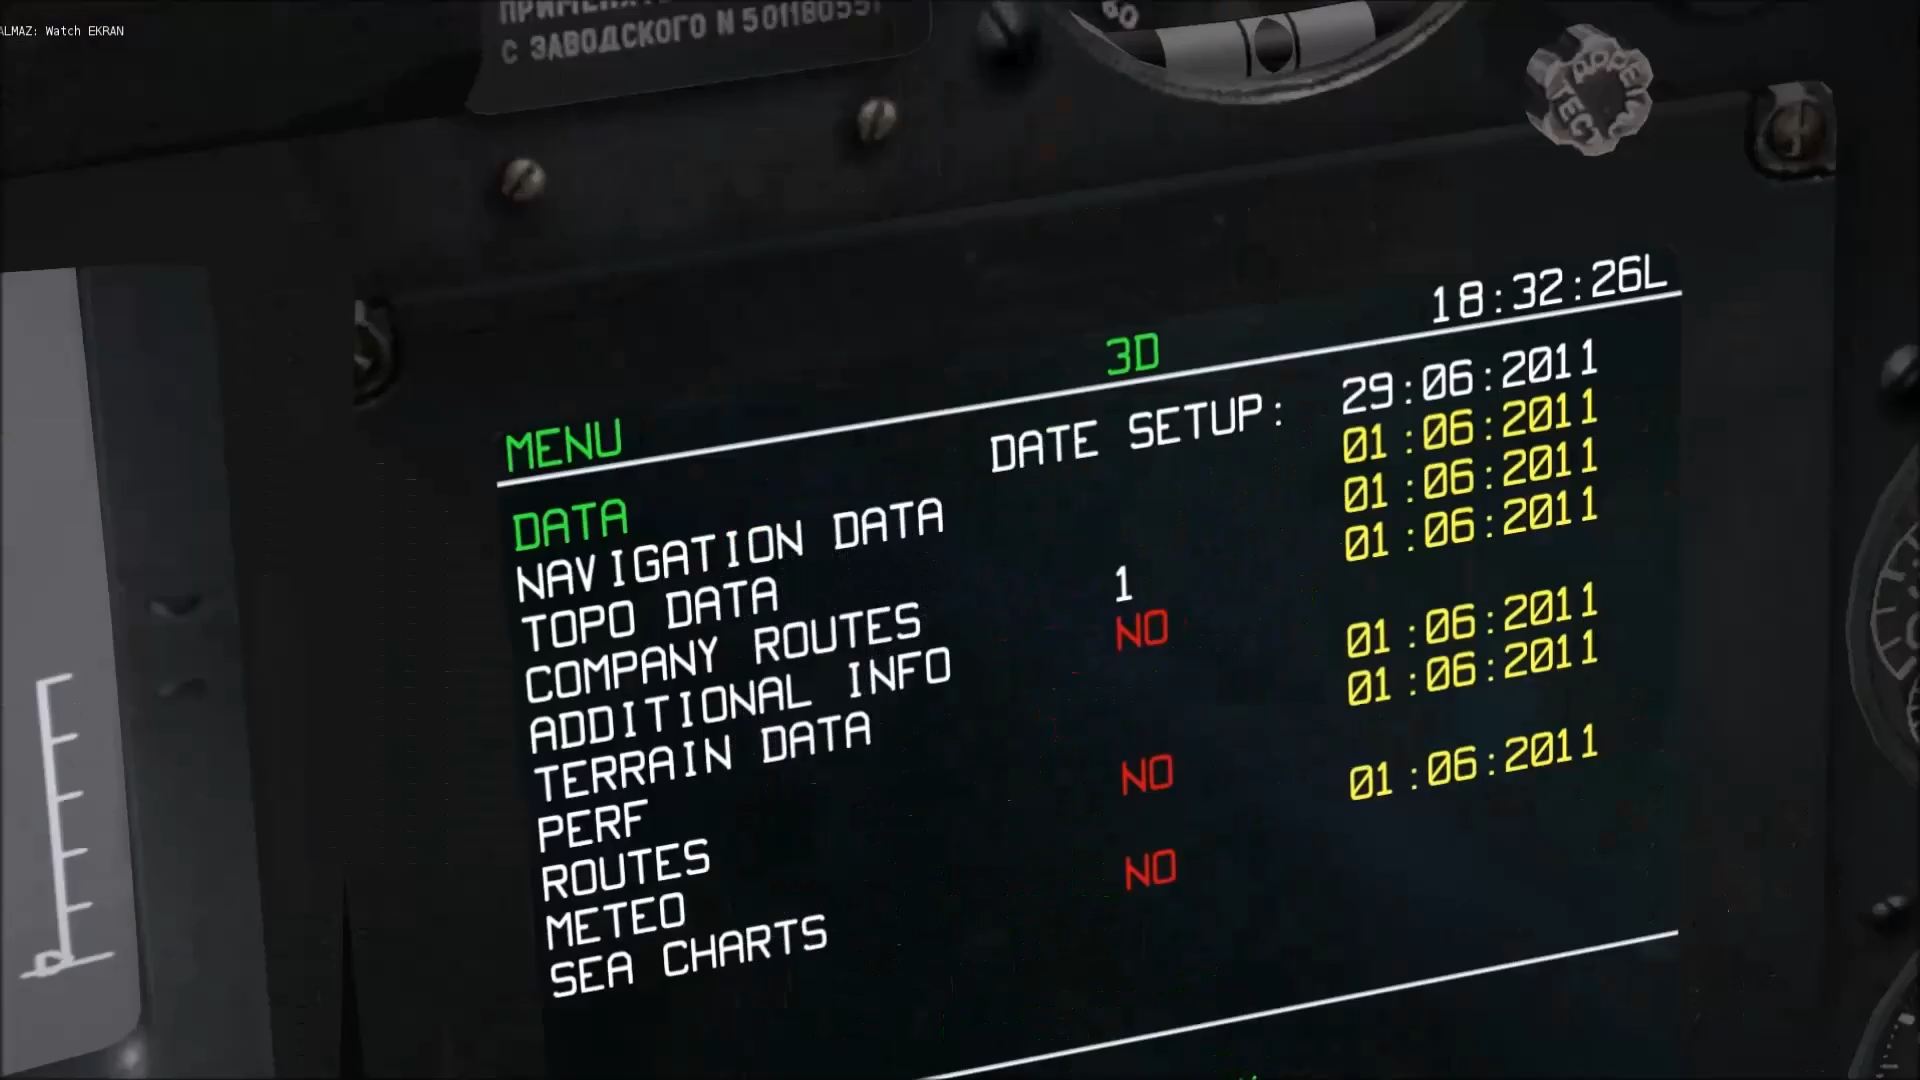 ALMAZ: Watch EKRAN
С ЗАВОДСКОГО N
60
ТЕСТ
18:32:26L
MENU 3D
DATA DATE SETUP: 29:06:2011
NAVIGATION DATA 01:06:2011
TOPO DATA 01:06:2011
COMPANY ROUTES 1 01:06:2011
ADDITIONAL INFO NO
TERRAIN DATA 01:06:2011
PERF 01:06:2011
ROUTES NO
METEO 01:06:2011
SEA CHARTS NO